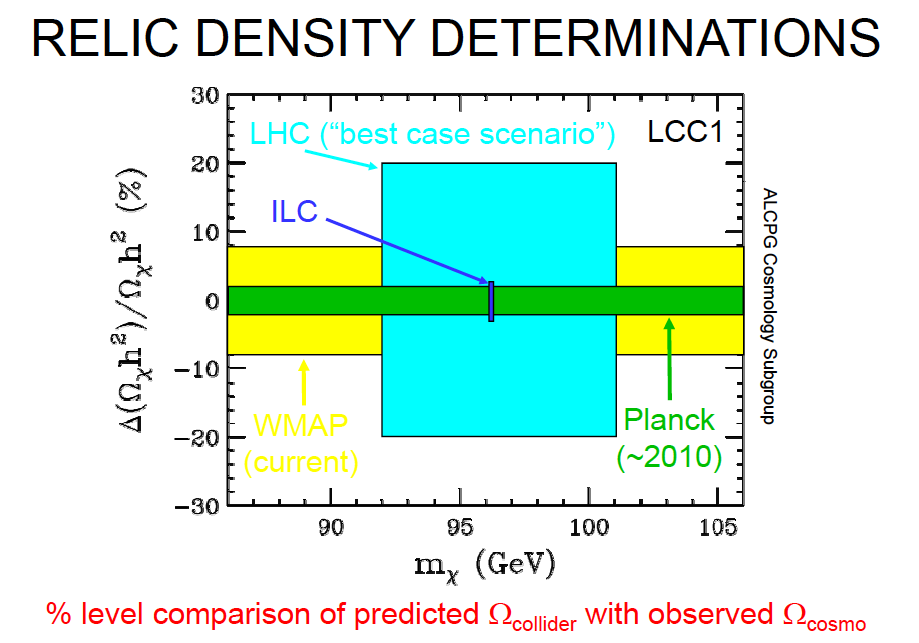 RELIC DENSITY DETERMINATIONS
30
20
10
0
−10
−20
−30
Δ(Ωχh²)/Ωχh² (%)
LHC (“best case scenario”)
LCC1
ILC
WMAP
(current)
Planck
(~2010)
ALCPG Cosmology Subgroup
90
95
100
105
mχ (GeV)
% level comparison of predicted Ωcollider with observed Ωcosmo